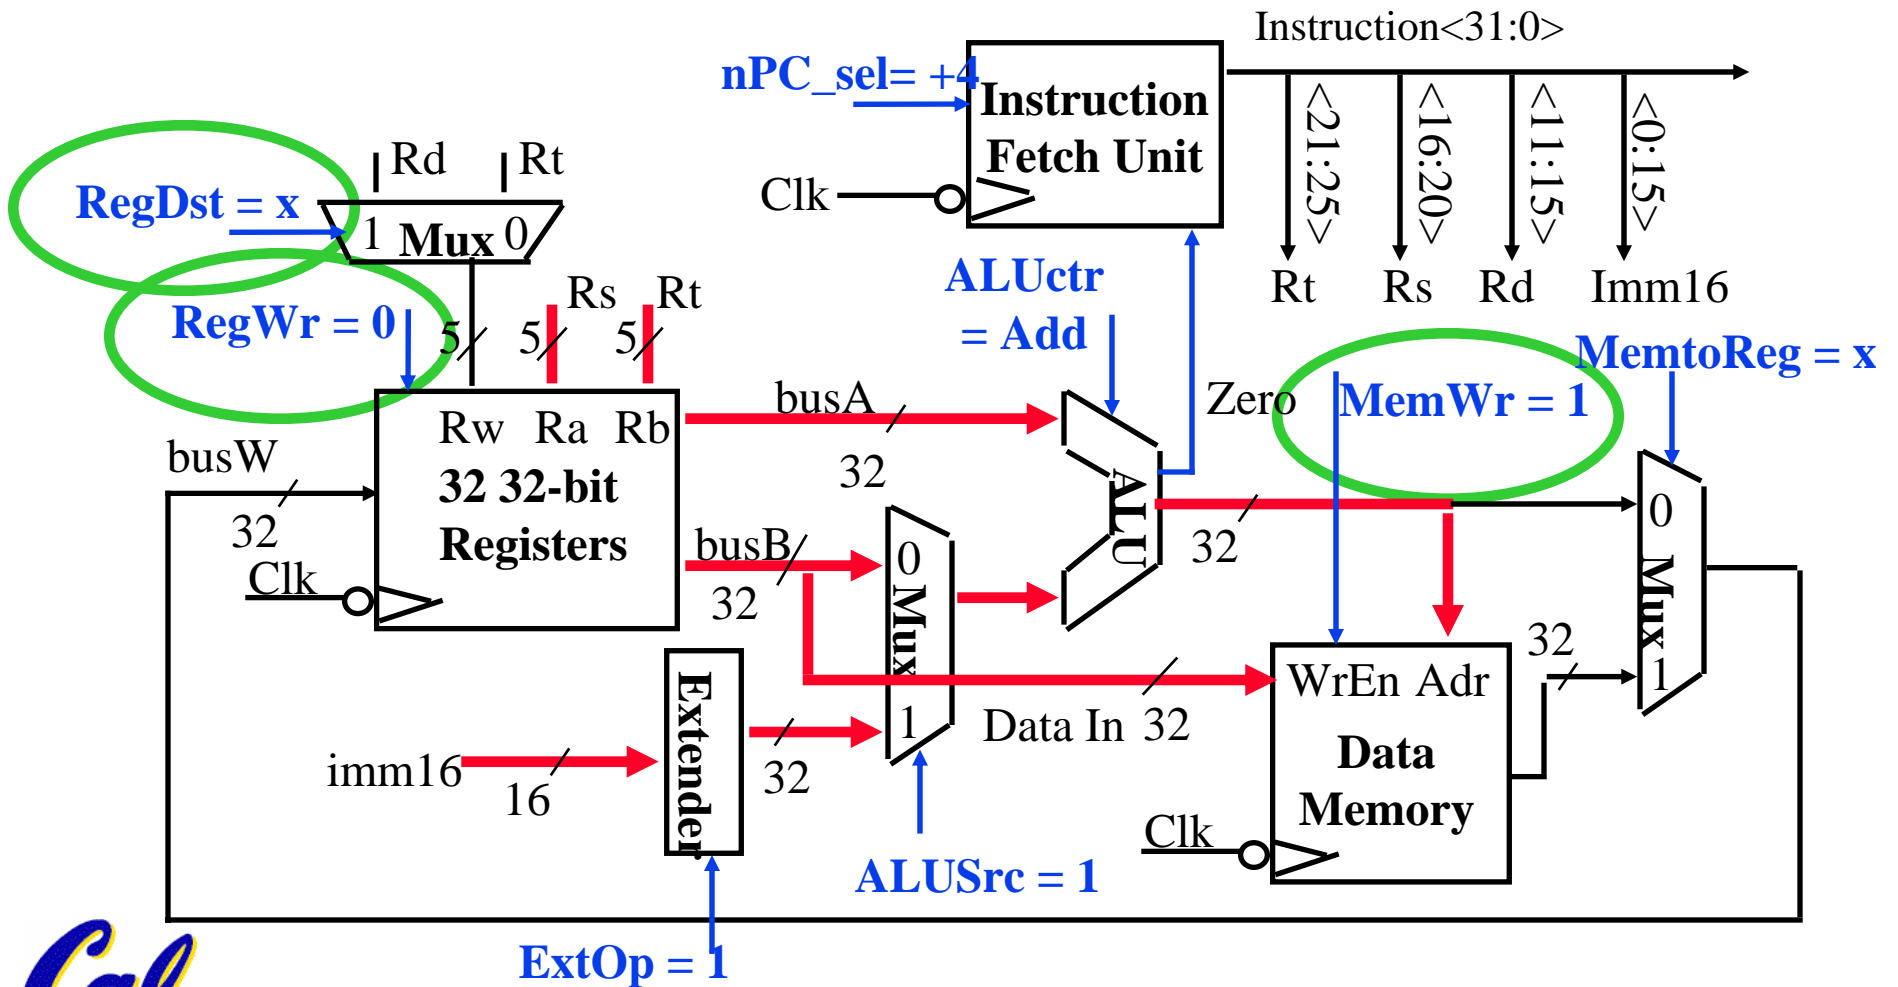 Instruction<31:0>
nPC_sel= +4
Instruction
Fetch Unit
Clk
<21:25>
<16:20>
<11:15>
<0:15>
Rt
Rs
Rd
Imm16
Rd
Rt
RegDst = x
1 Mux 0
RegWr = 0
5
5
5
Rs
Rt
ALUctr
= Add
Zero
MemWr = 1
MemtoReg = x
busA
32
busW
32
Rw Ra Rb
32 32-bit
Registers
Clk
busB
32
0
Mux
1
ALU
32
0
Mux
1
32
WrEn Adr
Data
Memory
Data In 32
Clk
imm16
16
Extender
32
ALUSrc = 1
ExtOp = 1
Cal